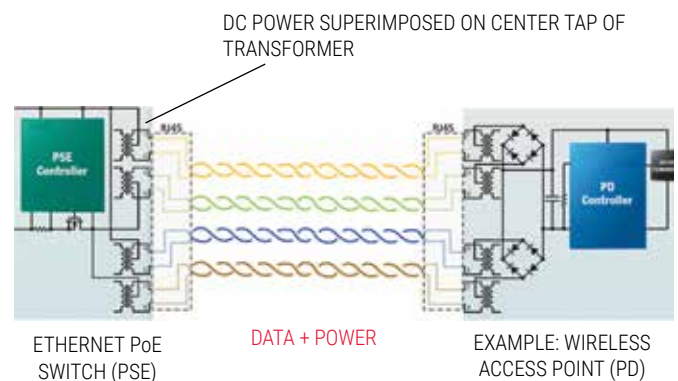 DC POWER SUPERIMPOSED ON CENTER TAP OF
TRANSFORMER
RJ45
RJ45
PSE
Controller
PD
Controller
DATA + POWER
ETHERNET PoE
SWITCH (PSE)
EXAMPLE: WIRELESS
ACCESS POINT (PD)